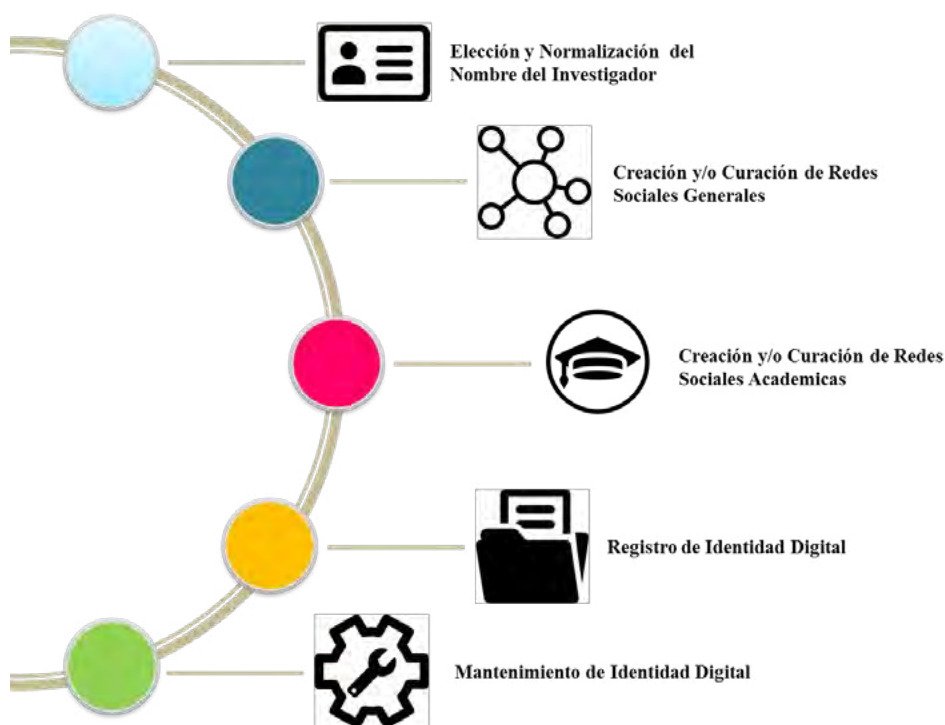 Elección y Normalización del
Nombre del Investigador
Creación y/o Curación de Redes
Sociales Generales
Creación y/o Curación de Redes
Sociales Academicas
Registro de Identidad Digital
Mantenimiento de Identidad Digital